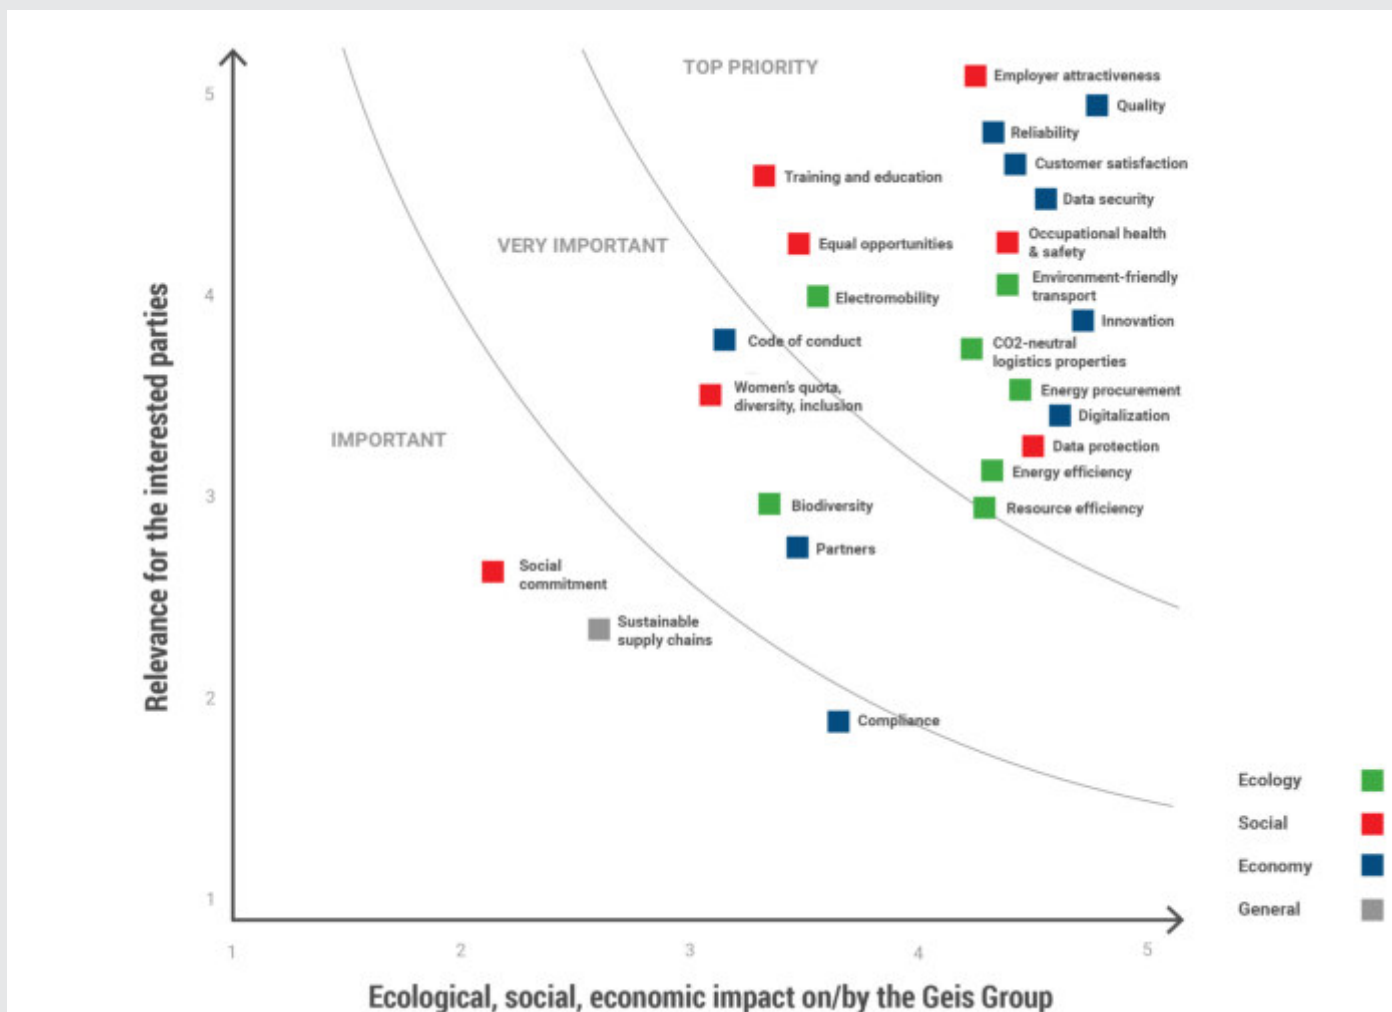 TOP PRIORITY
Employer attractiveness
5
Quality
Reliability
Customer satisfaction
Training and education
Data security
Occupational health
& safety
VERY IMPORTANT
Equal opportunities
Environment-friendly
transport
4
Electromobility
Innovation
Code of conduct
CO2-neutral
logistics properties
Women's quota,
diversity, inclusion
Energy procurement
Digitalization
IMPORTANT
Data protection
Energy efficiency
3
Biodiversity
Resource efficiency
Partners
Social
commitment
Sustainable
supply chains
Relevance for the interested parties
2
Compliance
1
1
2
3
4
5
Ecological, social, economic impact on/by the Geis Group
Ecology
Social
Economy
General